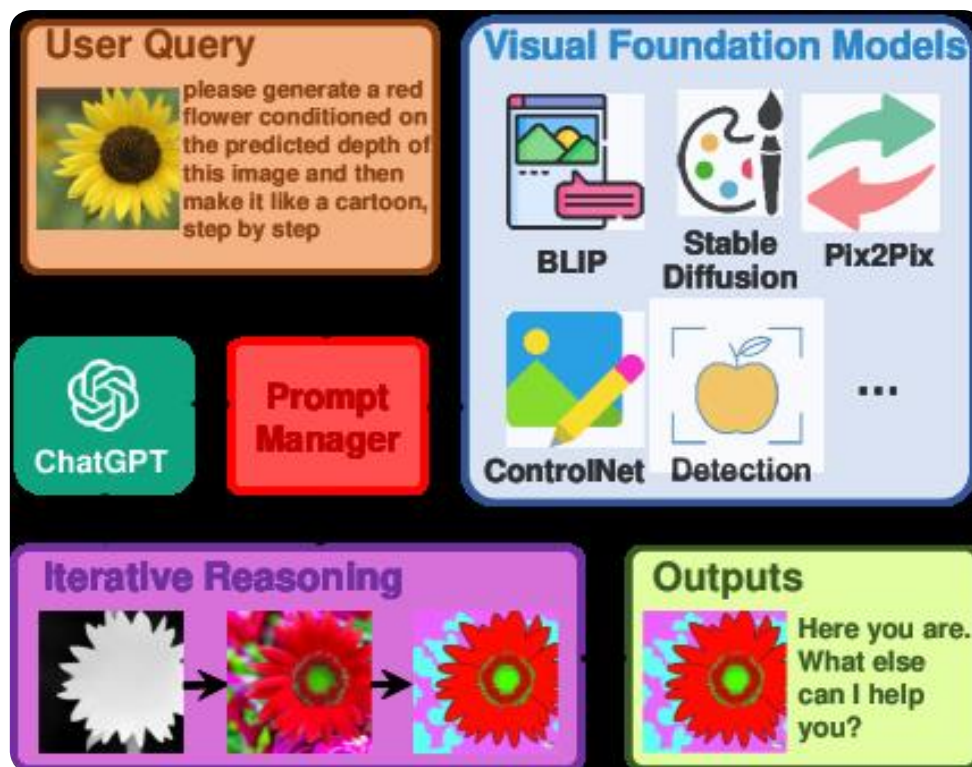 User Query
please generate a red
flower conditioned on
the predicted depth of
this image and then
make it like a cartoon,
step by step
Visual Foundation Models
BLIP
Stable
Diffusion
Pix2Pix
ControlNet
Detection
...
ChatGPT
Prompt
Manager
Iterative Reasoning
Outputs
Here you are.
What else
can I help
you?